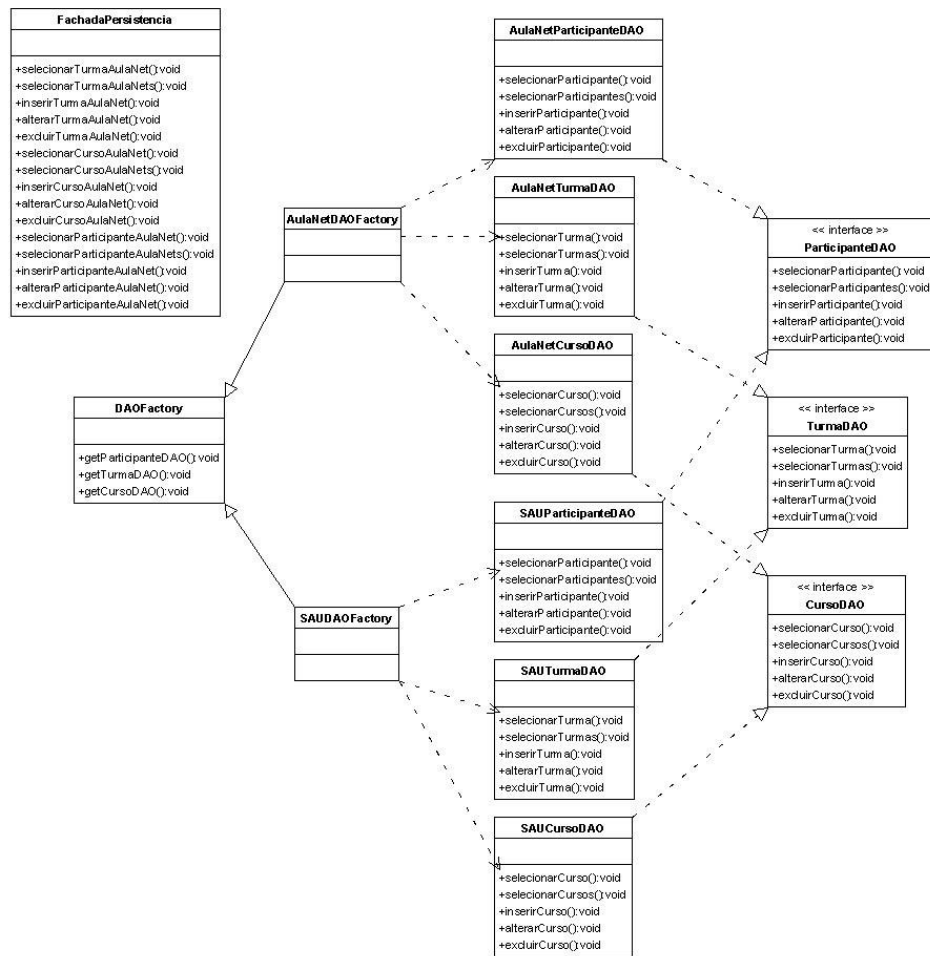 FachadaPersistencia
+selecionarTurmaAulaNet():void
+selecionarTurmaAulaNets():void
+inserirTurmaAulaNet():void
+alterarTurmaAulaNet():void
+excluirTurmaAulaNet():void
+selecionarCursoAulaNet():void
+selecionarCursoAulaNets():void
+inserirCursoAulaNet():void
+alterarCursoAulaNet():void
+excluirCursoAulaNet():void
+selecionarParticipanteAulaNet():void
+selecionarParticipanteAulaNets():void
+inserirParticipanteAulaNet():void
+alterarParticipanteAulaNet():void
+excluirParticipanteAulaNet():void
DAOFactory
+getParticipanteDAO():void
+getTurmaDAO():void
+getCursoDAO():void
AulaNetDAOFactory
SAUDAOFactory
AulaNetParticipanteDAO
+selecionarParticipante():void
+selecionarParticipantes():void
+inserirParticipante():void
+alterarParticipante():void
+excluirParticipante():void
AulaNetTurmaDAO
+selecionarTurma():void
+selecionarTurmas():void
+inserirTurma():void
+alterarTurma():void
+excluirTurma():void
AulaNetCursoDAO
+selecionarCurso():void
+selecionarCursos():void
+inserirCurso():void
+alterarCurso():void
+excluirCurso():void
SAUParticipanteDAO
+selecionarParticipante():void
+selecionarParticipantes():void
+inserirParticipante():void
+alterarParticipante():void
+excluirParticipante():void
SAUTurmaDAO
+selecionarTurma():void
+selecionarTurmas():void
+inserirTurma():void
+alterarTurma():void
+excluirTurma():void
SAUCursoDAO
+selecionarCurso():void
+selecionarCursos():void
+inserirCurso():void
+alterarCurso():void
+excluirCurso():void
<< interface >>
ParticipanteDAO
+selecionarParticipante():void
+selecionarParticipantes():void
+inserirParticipante():void
+alterarParticipante():void
+excluirParticipante():void
<< interface >>
TurmaDAO
+selecionarTurma():void
+selecionarTurmas():void
+inserirTurma():void
+alterarTurma():void
+excluirTurma():void
<< interface >>
CursoDAO
+selecionarCurso():void
+selecionarCursos():void
+inserirCurso():void
+alterarCurso():void
+excluirCurso():void